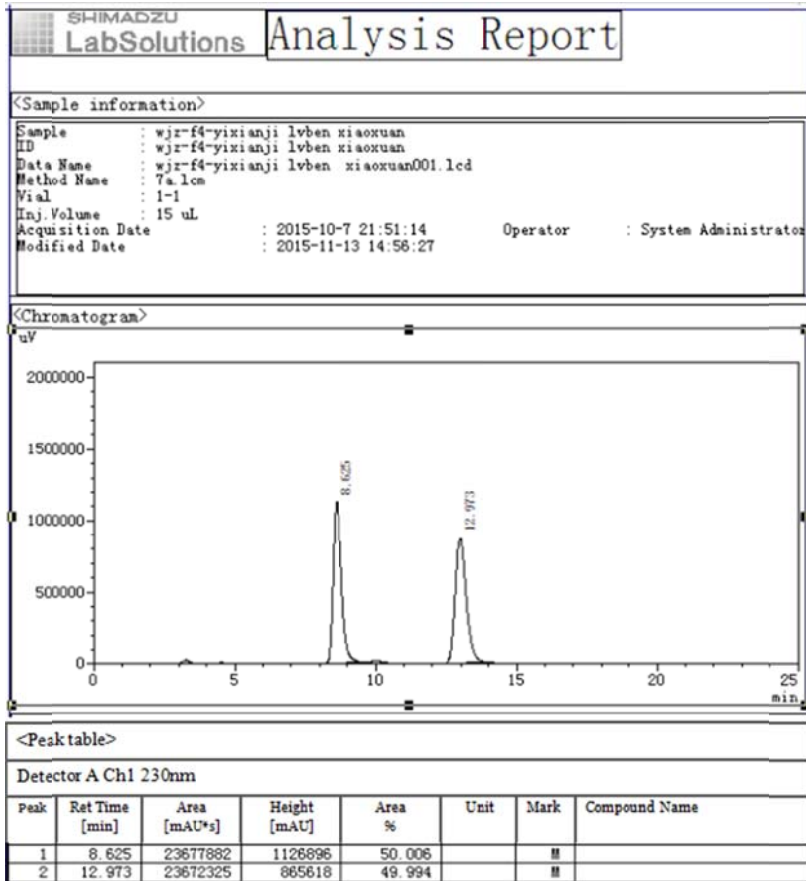 SHIMADZU
LabSolutions Analysis Report
<Sample information>
Sample : wjz-f4-yixianji lvben xiaoxuan
ID : wjz-f4-yixianji lvben xiaoxuan
Data Name : wjz-f4-yixianji lvben xiaoxuan001.lcd
Method Name : 7a.lcm
Vial : 1-1
Inj.Volume : 15 uL
Acquisition Date : 2015-10-7 21:51:14 Operator : System Administrator
Modified Date : 2015-11-13 14:56:27
<Chromatogram>
uV
2000000
1500000
8.625
12.973
1000000
500000
0
0 5 10 15 20 25
min
<Peak table>
Detector A Ch1 230nm
Peak Ret Time Area Height Area Unit Mark Compound Name
[min] [mAU*s] [mAU] %
1 8.625 23677882 1126896 50.006 M
2 12.973 23672325 865618 49.994 M